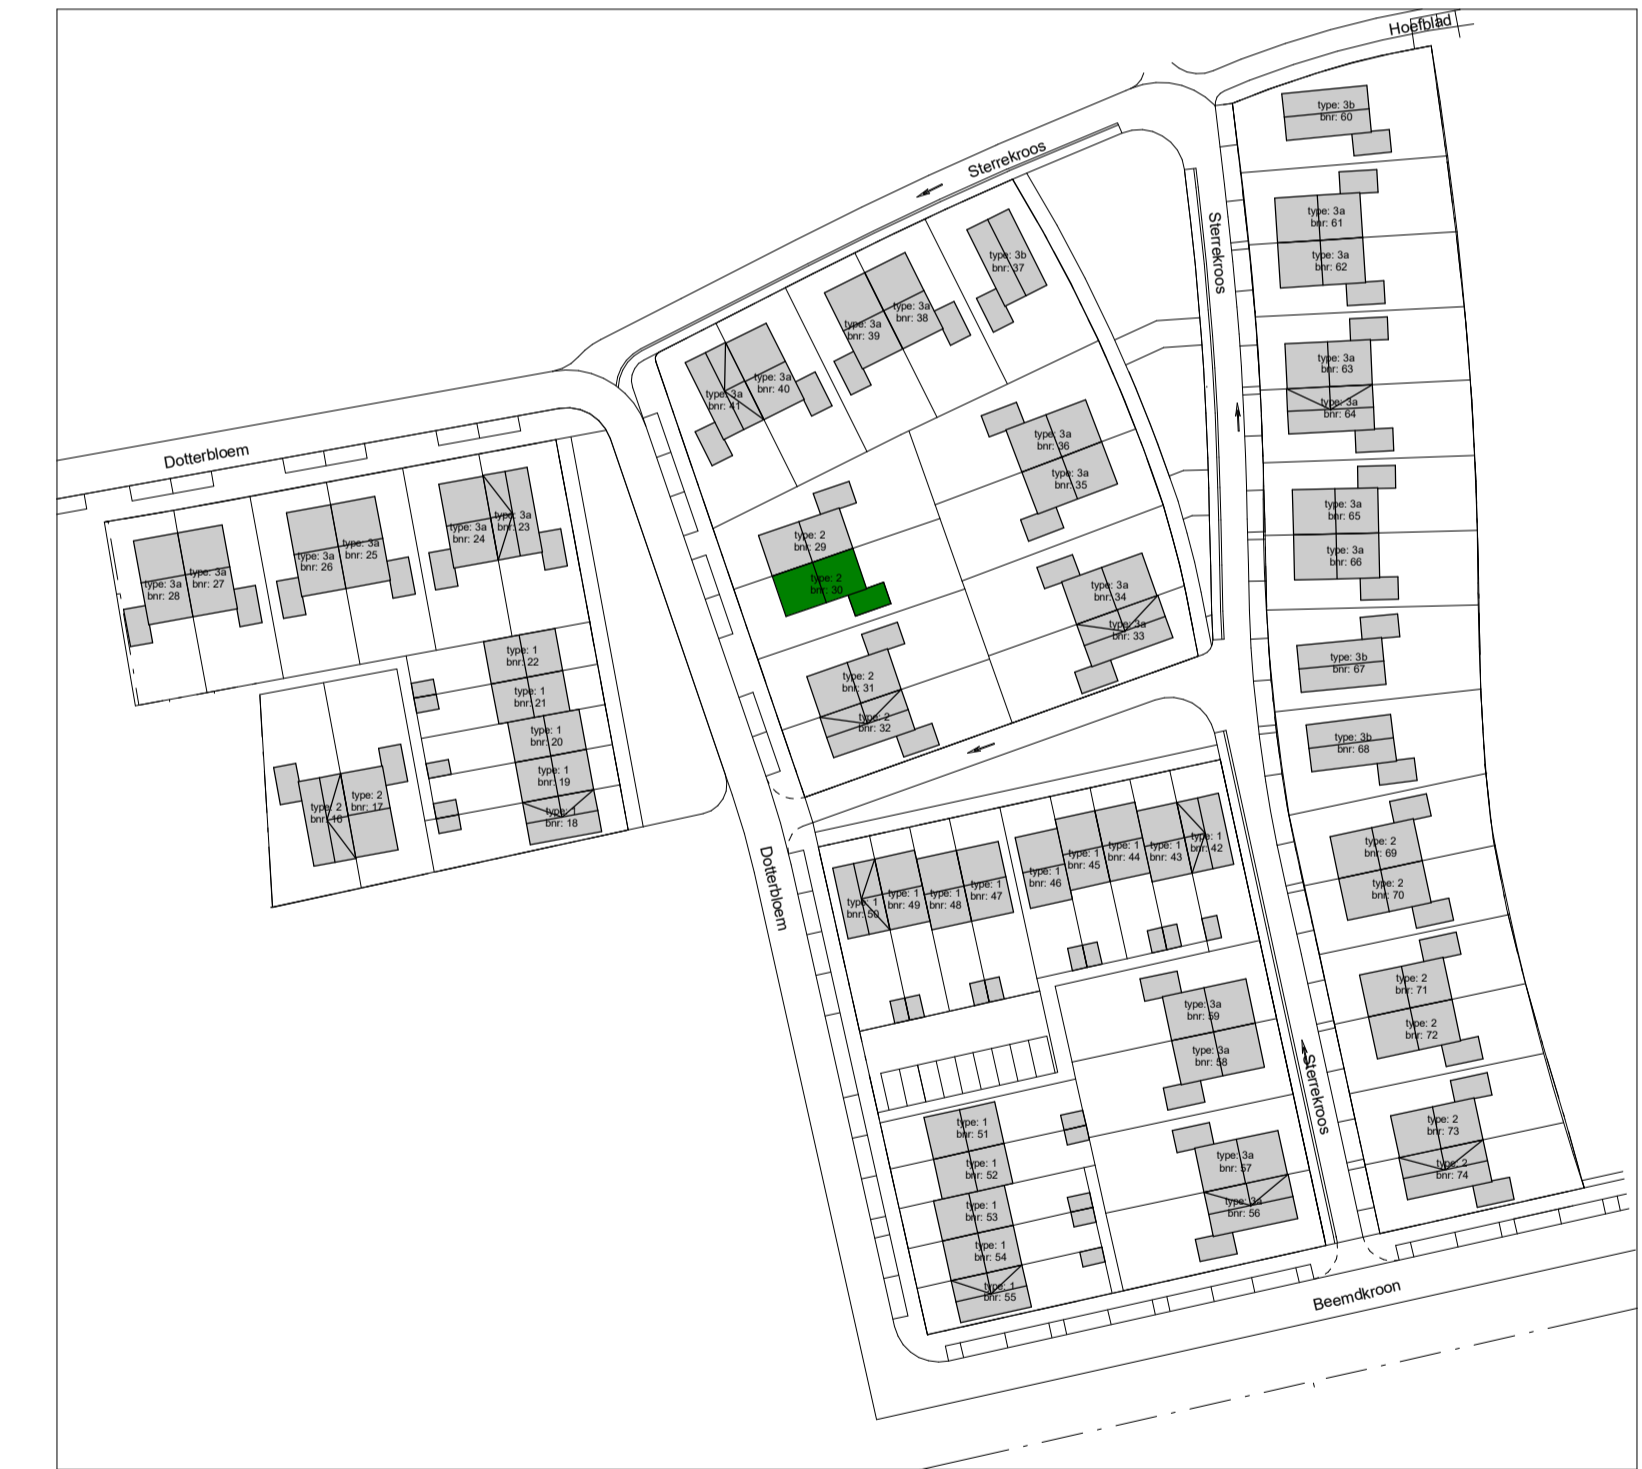 Hoefblad
type: 3b
bnr: 60
Sterrekroos
type: 3a
bnr: 61
type: 3a
bnr: 62
Sterrekroos
type: 3b
bnr: 37
type: 3a
bnr: 38
type: 3a
bnr: 39
type: 3a
bnr: 40
type: 3a
bnr: 41
type: 3a
bnr: 63
type: 3a
bnr: 64
Dotterbloem
type: 3a
bnr: 36
type: 3a
bnr: 35
type: 3a
bnr: 65
type: 3a
bnr: 66
type: 3a
bnr: 23
type: 3a
bnr: 24
type: 3a
bnr: 25
type: 3a
bnr: 26
type: 3a
bnr: 27
type: 3a
bnr: 28
type: 2
bnr: 29
type: 2
bnr: 30
type: 3a
bnr: 34
type: 3a
bnr: 33
type: 3b
bnr: 67
type: 1
bnr: 22
type: 1
bnr: 21
type: 1
bnr: 20
type: 1
bnr: 19
type: 1
bnr: 18
type: 2
bnr: 31
type: 2
bnr: 32
type: 3b
bnr: 68
type: 2
bnr: 17
type: 2
bnr: 16
type: 1
bnr: 42
type: 1
bnr: 43
type: 1
bnr: 44
type: 1
bnr: 45
type: 1
bnr: 46
type: 1
bnr: 47
type: 1
bnr: 48
type: 1
bnr: 49
type: 1
bnr: 50
type: 2
bnr: 69
type: 2
bnr: 70
Dotterbloem
type: 2
bnr: 71
type: 2
bnr: 72
type: 3a
bnr: 59
type: 3a
bnr: 58
Sterrekroos
type: 1
bnr: 51
type: 1
bnr: 52
type: 1
bnr: 53
type: 1
bnr: 54
type: 1
bnr: 55
type: 3a
bnr: 57
type: 3a
bnr: 56
type: 2
bnr: 73
type: 2
bnr: 74
Beemdkroon